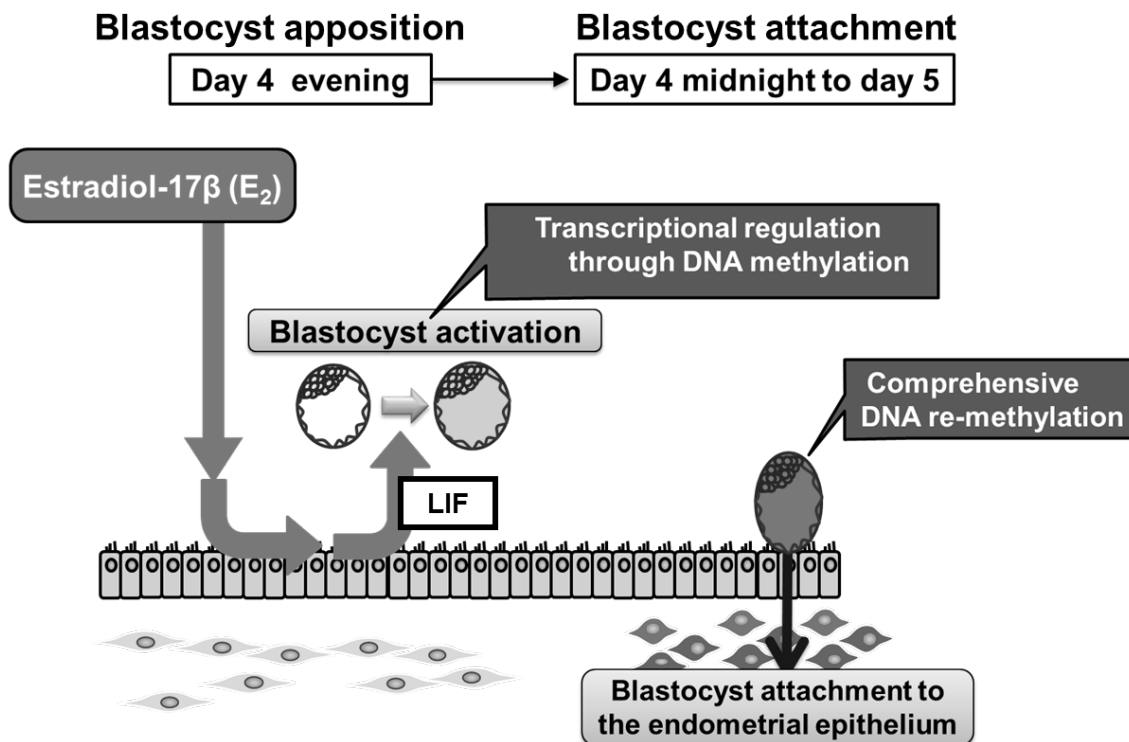 Blastocyst apposition
Blastocyst attachment
Day 4 evening
Day 4 midnight to day 5
Estradiol-17β (E₂)
Transcriptional regulation
through DNA methylation
Blastocyst activation
Comprehensive
DNA re-methylation
LIF
Blastocyst attachment to
the endometrial epithelium